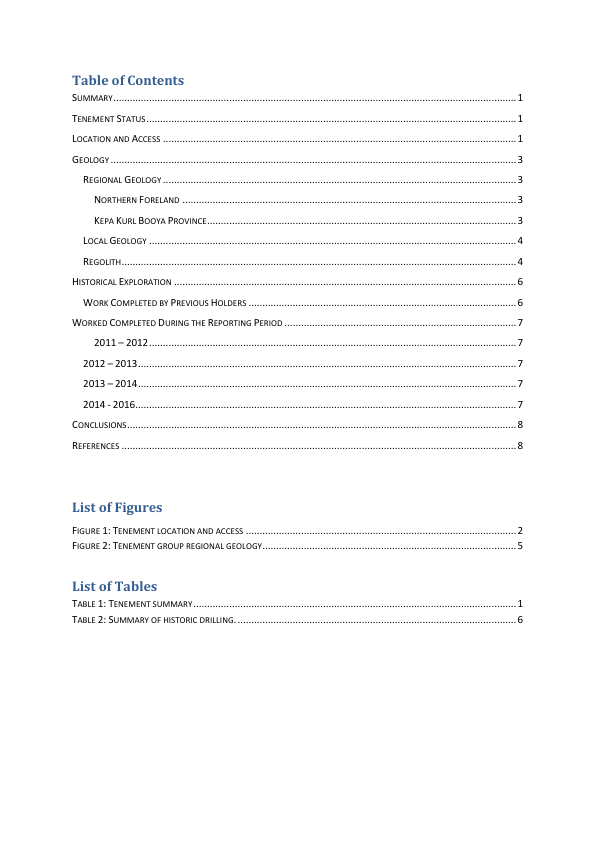 Table of Contents
Summary 1
Tenement Status 1
Location and Access 1
Geology 3
Regional Geology 3
Northern Foreland 3
Kepa Kurl Booya Province 3
Local Geology 4
Regolith 4
Historical Exploration 6
Work Completed by Previous Holders 6
Worked Completed During the Reporting Period 7
2011 – 2012 7
2012 – 2013 7
2013 – 2014 7
2014 - 2016 7
Conclusions 8
References 8
List of Figures
Figure 1: Tenement location and access 2
Figure 2: Tenement group regional geology 5
List of Tables
Table 1: Tenement summary 1
Table 2: Summary of historic drilling. 6